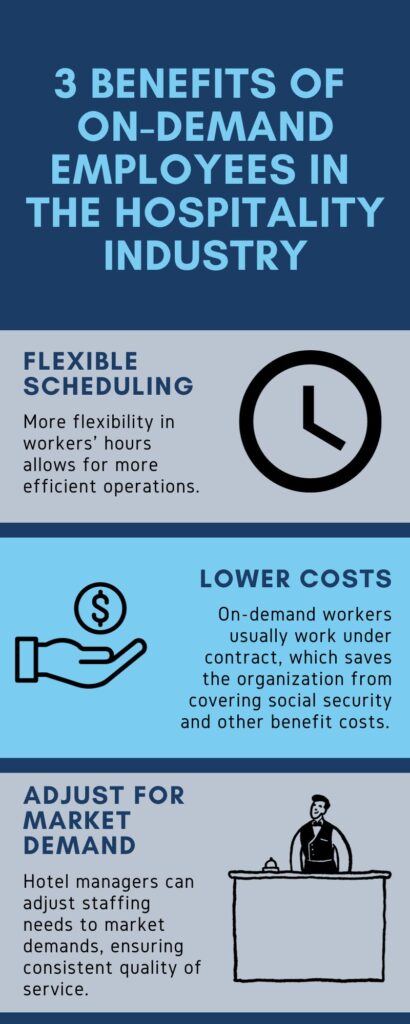 3 BENEFITS OF
ON-DEMAND
EMPLOYEES IN
THE HOSPITALITY
INDUSTRY
FLEXIBLE
SCHEDULING
More flexibility in
workers' hours
allows for more
efficient operations.
$
LOWER COSTS
On-demand workers
usually work under
contract, which saves
the organization from
covering social security
and other benefit costs.
ADJUST FOR
MARKET
DEMAND
Hotel managers can
adjust staffing
needs to market
demands, ensuring
consistent quality of
service.